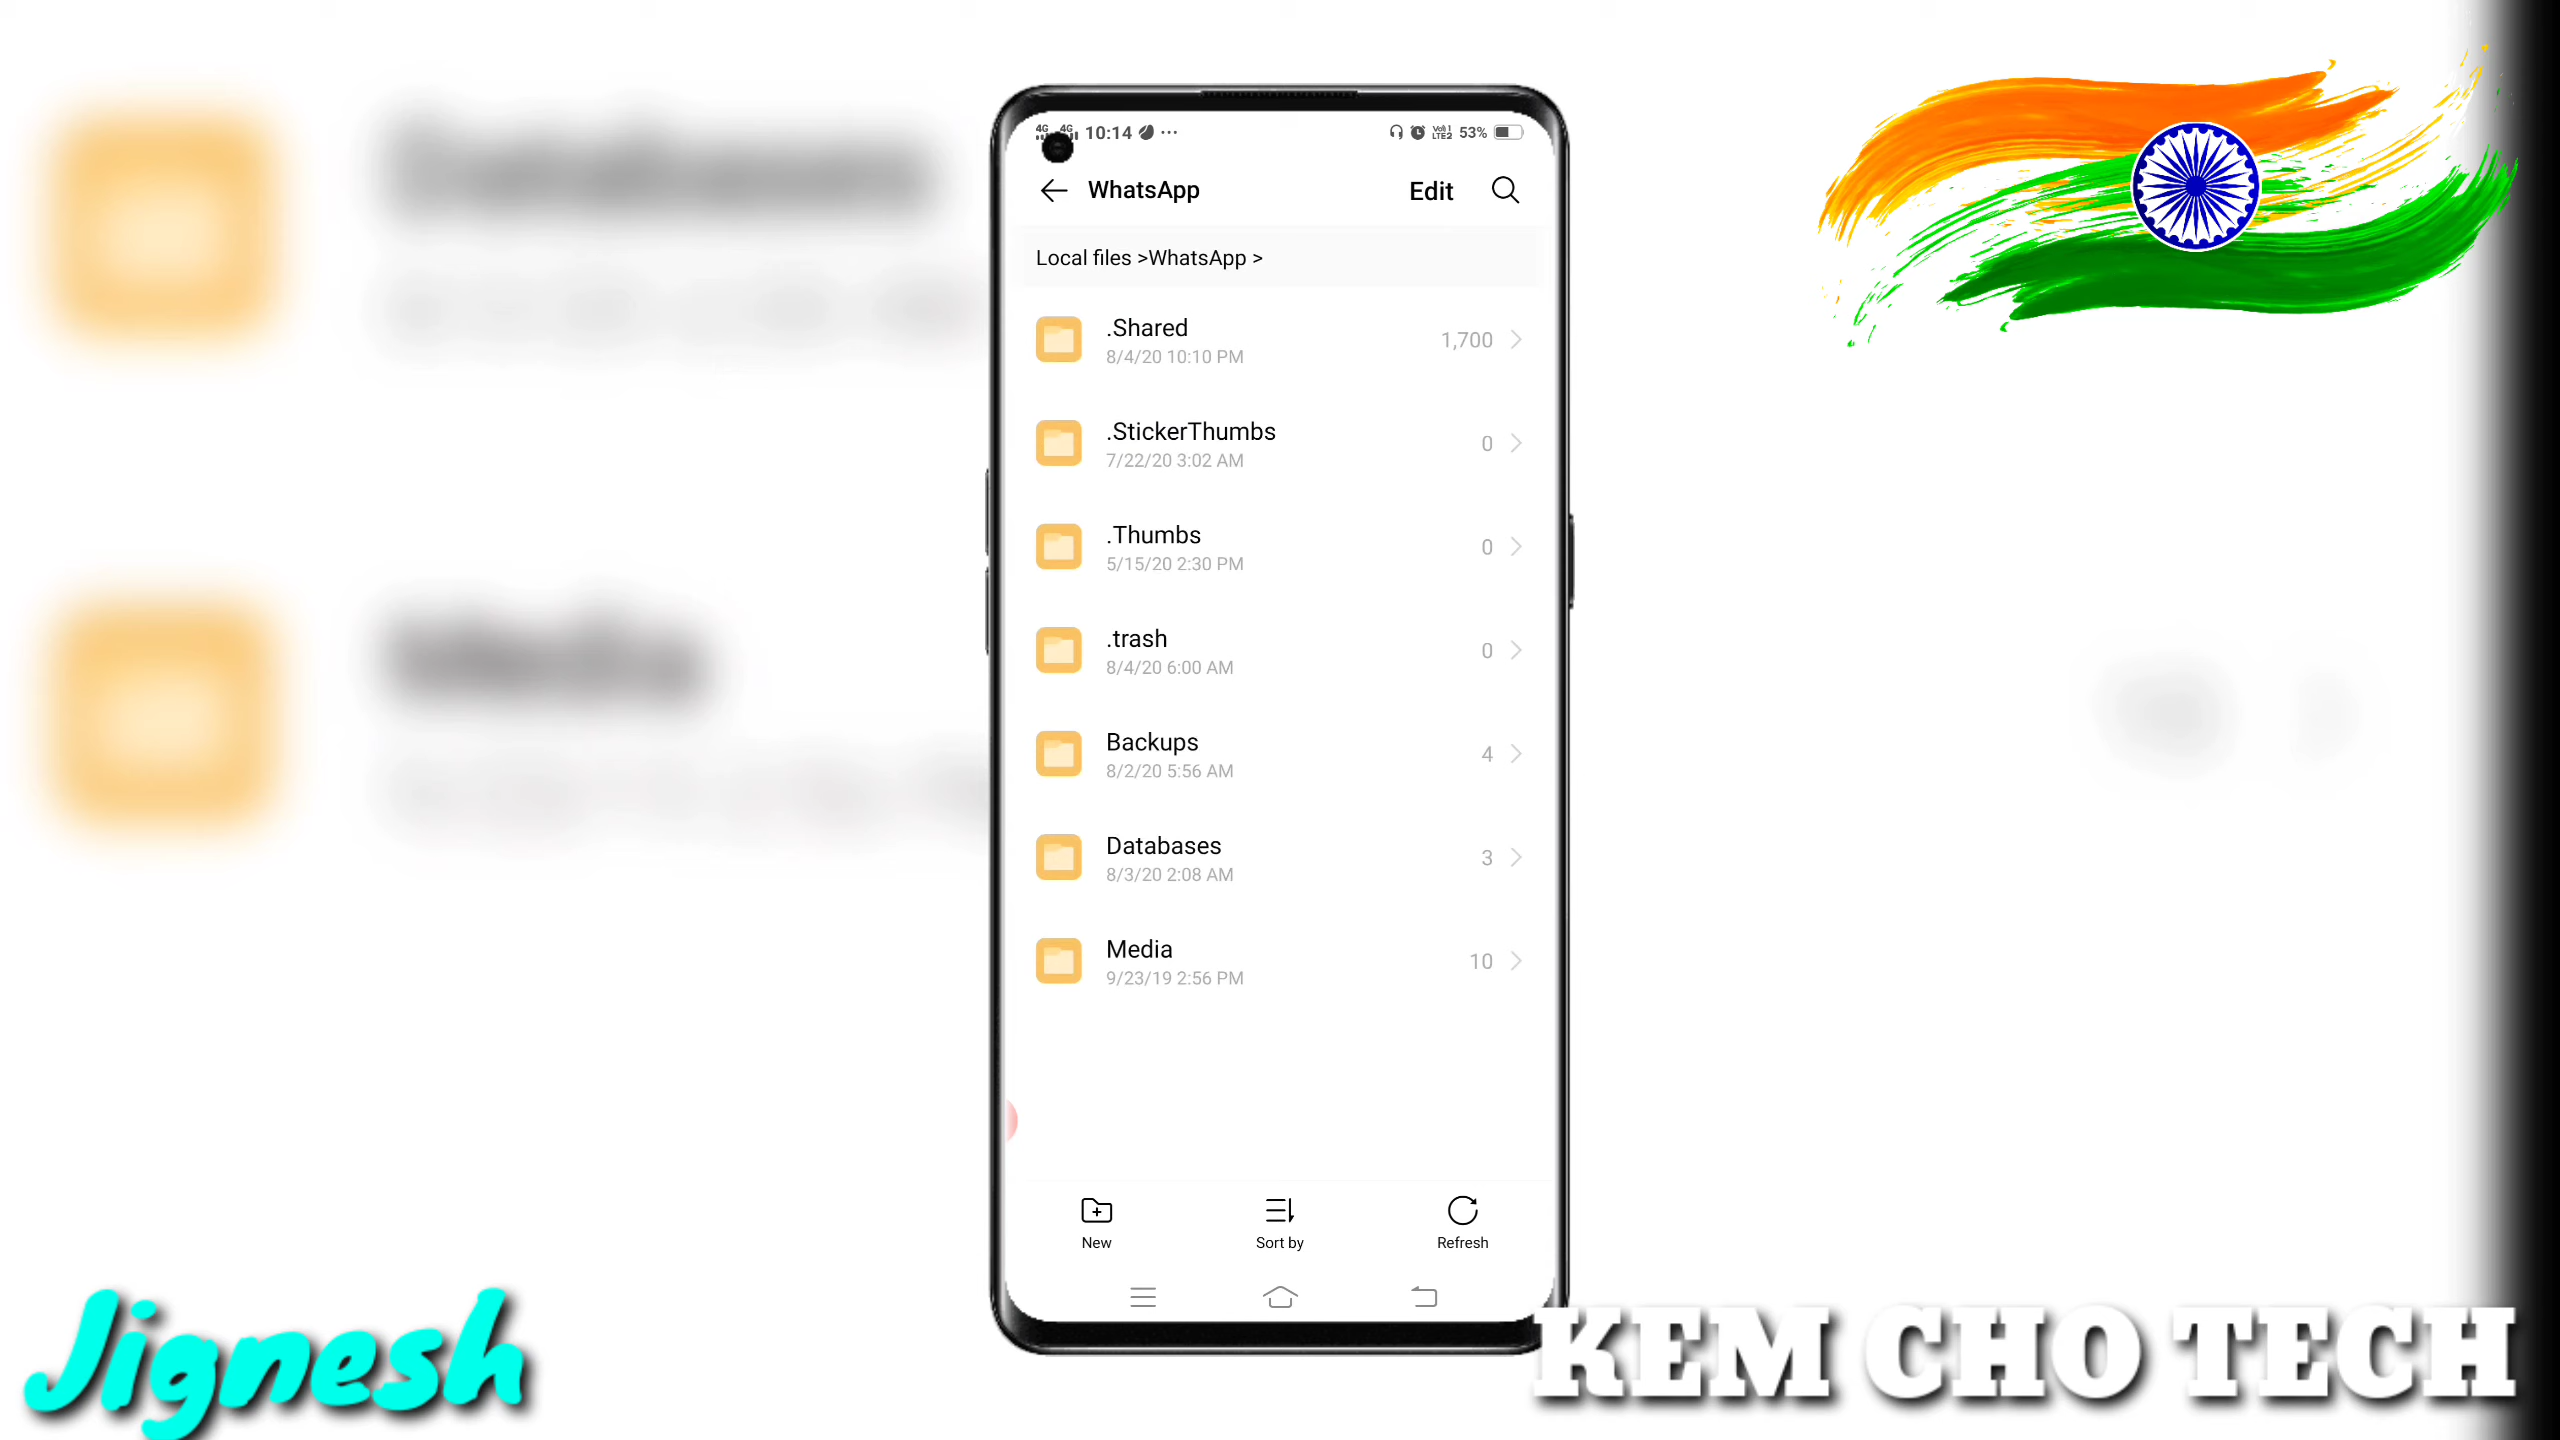 10:14
53%
WhatsApp
Edit
Local files >WhatsApp >
.Shared
8/4/20 10:10 PM
1,700
.StickerThumbs
7/22/20 3:02 AM
0
.Thumbs
5/15/20 2:30 PM
0
.trash
8/4/20 6:00 AM
0
Backups
8/2/20 5:56 AM
4
Databases
8/3/20 2:08 AM
3
Media
9/23/19 2:56 PM
10
New
Sort by
Refresh
Jignesh
KEM CHO TECH